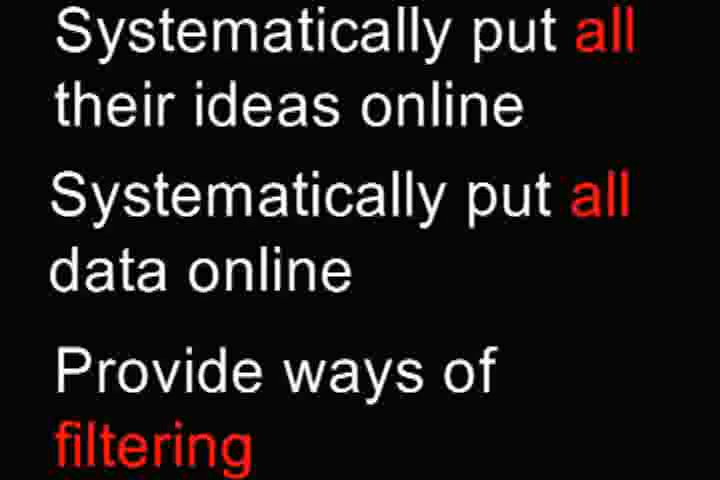 Systematically put all
their ideas online
Systematically put all
data online
Provide ways of
filtering